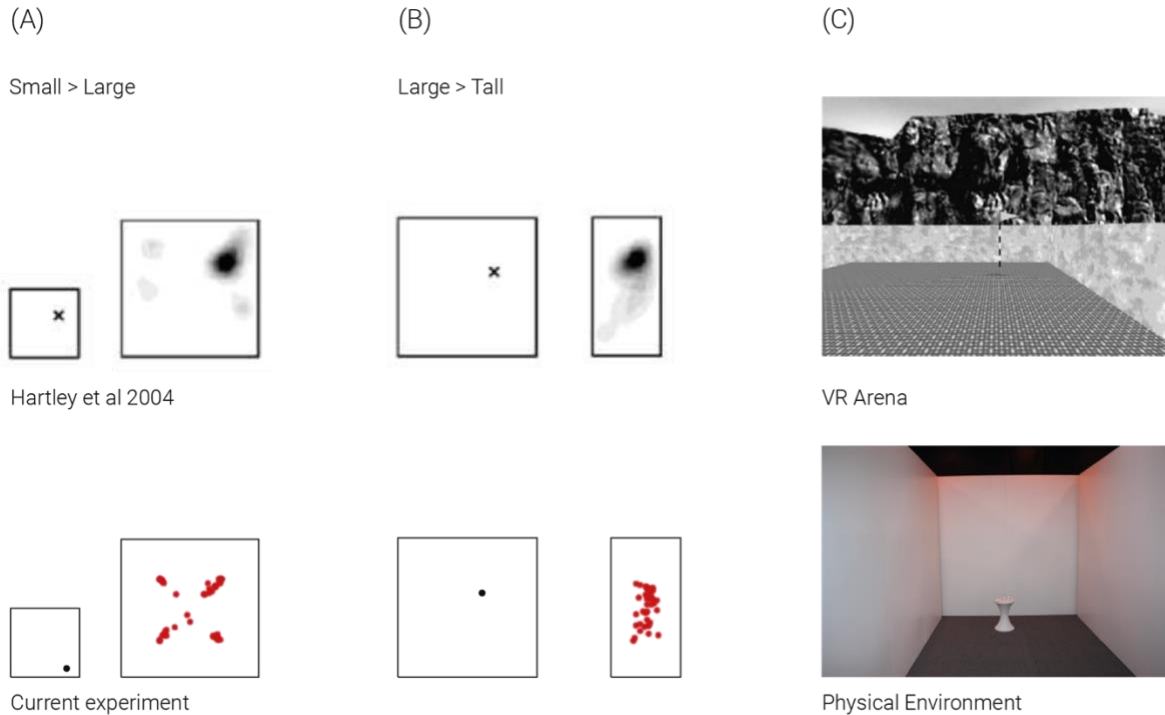 (A)
(B)
(C)
Small > Large
Large > Tall
Hartley et al 2004
VR Arena
Current experiment
Physical Environment